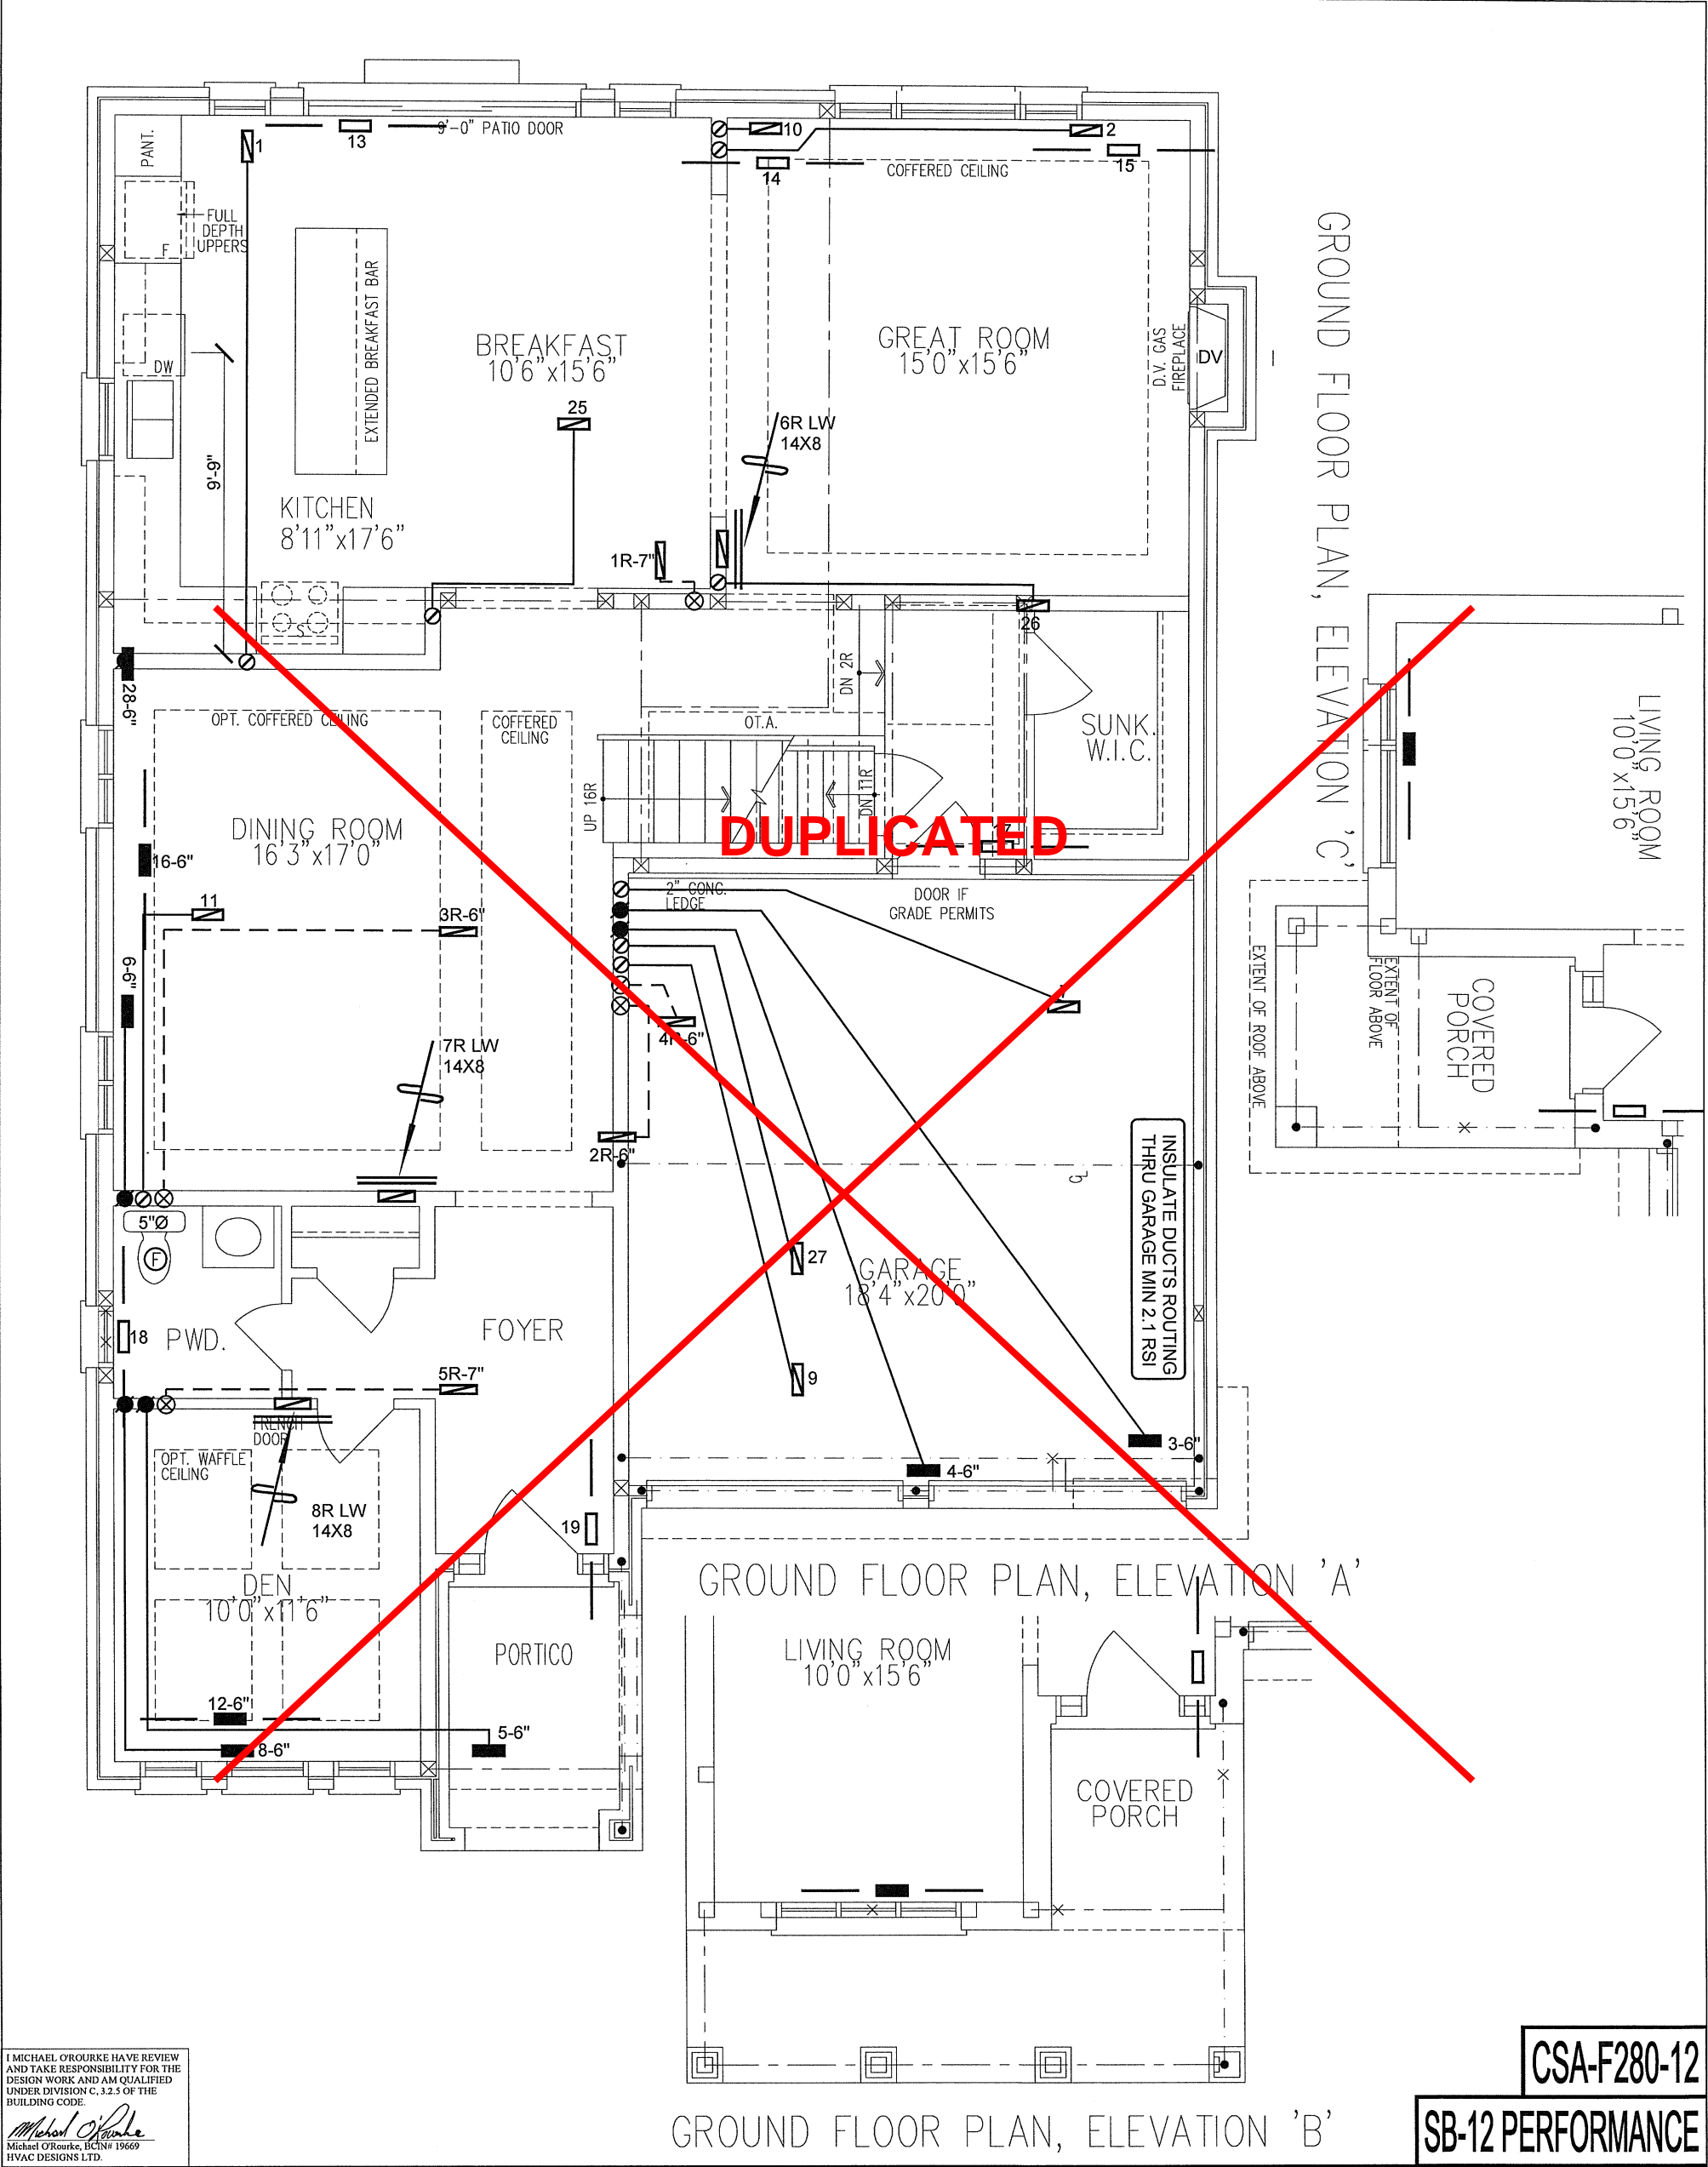 PANT.
1
13
9'-0" PATIO DOOR
10
2
14
15
COFFERED CEILING
FULL
DEPTH
UPPERS
F
EXTENDED BREAKFAST BAR
BREAKFAST
10'6"x15'6"
GREAT ROOM
15'0"x15'6"
D.V. GAS
FIREPLACE
DV
DW
9'-9"
25
6R LW
14X8
KITCHEN
8'11"x17'6"
1R-7"
S
26
GROUND FLOOR PLAN, ELEVATION 'C'
28-6"
OPT. COFFERED CEILING
COFFERED
CEILING
OT.A.
DN 2R
SUNK.
W.I.C.
LIVING ROOM
10'0"x15'6"
UP 16R
DN 11R
DINING ROOM
16'3"x17'0"
DUPLICATED
16-6"
11
3R-6"
2" CONC.
LEDGE
DOOR IF
GRADE PERMITS
6-6"
4R-6"
EXTENT OF ROOF ABOVE
EXTENT OF
FLOOR ABOVE
COVERED
PORCH
7R LW
14X8
2R-6"
INSULATE DUCTS ROUTING
THRU GARAGE MIN 2.1 RSI
5"Ø
F
27
GARAGE
18'4"x20'0"
18
PWD.
FOYER
5R-7"
9
FRENCH
DOOR
3-6"
OPT. WAFFLE
CEILING
4-6"
8R LW
14X8
19
DEN
10'0"x11'6"
GROUND FLOOR PLAN, ELEVATION 'A'
PORTICO
LIVING ROOM
10'0"x15'6"
12-6"
5-6"
8-6"
COVERED
PORCH
I MICHAEL O'ROURKE HAVE REVIEW
AND TAKE RESPONSIBILITY FOR THE
DESIGN WORK AND AM QUALIFIED
UNDER DIVISION C, 3.2.5 OF THE
BUILDING CODE.
Michael O'Rourke
Michael O'Rourke, BCIN# 19669
HVAC DESIGNS LTD.
GROUND FLOOR PLAN, ELEVATION 'B'
CSA-F280-12
SB-12 PERFORMANCE